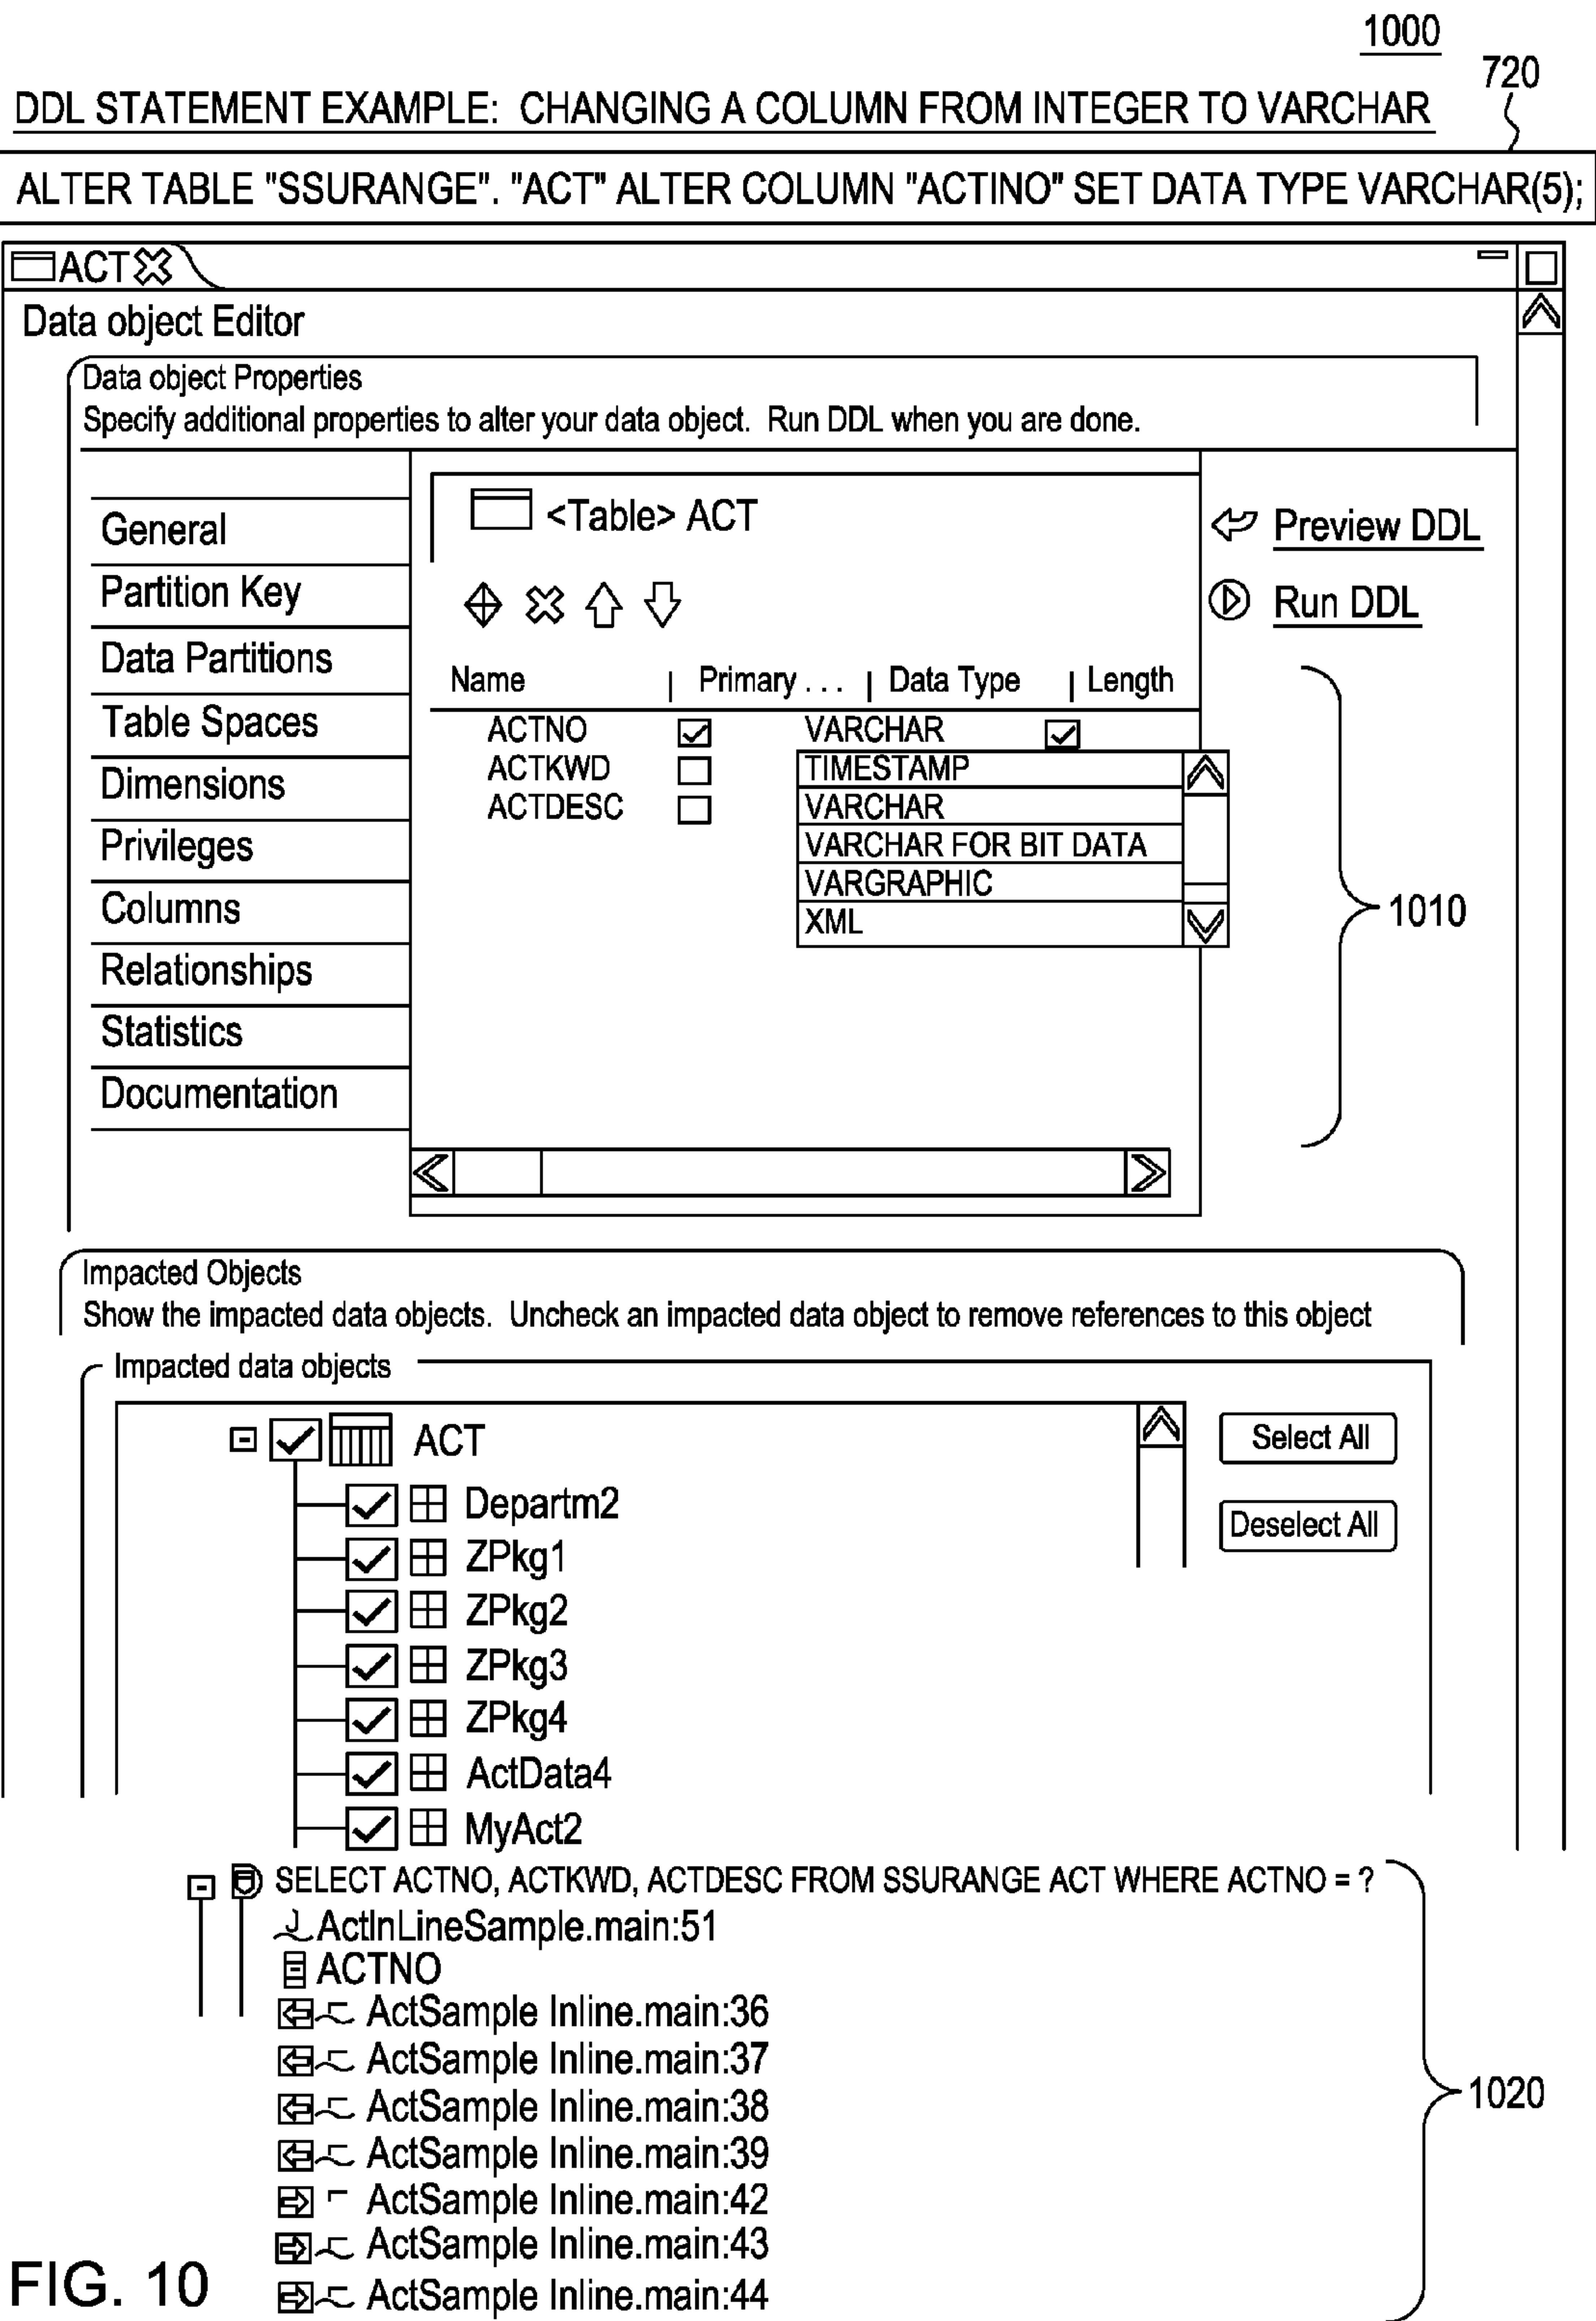 1000
720
DDL STATEMENT EXAMPLE: CHANGING A COLUMN FROM INTEGER TO VARCHAR
ALTER TABLE "SSURANGE". "ACT" ALTER COLUMN "ACTINO" SET DATA TYPE VARCHAR(5);
ACT
Data object Editor
Data object Properties
Specify additional properties to alter your data object. Run DDL when you are done.
General
Partition Key
Data Partitions
Table Spaces
Dimensions
Privileges
Columns
Relationships
Statistics
Documentation
<Table> ACT
Name | Primary . . . | Data Type | Length
ACTNO VARCHAR
ACTKWD
ACTDESC
TIMESTAMP
VARCHAR
VARCHAR FOR BIT DATA
VARGRAPHIC
XML
Preview DDL
Run DDL
1010
Impacted Objects
Show the impacted data objects. Uncheck an impacted data object to remove references to this object
Impacted data objects
ACT
Departm2
ZPkg1
ZPkg2
ZPkg3
ZPkg4
ActData4
MyAct2
Select All
Deselect All
SELECT ACTNO, ACTKWD, ACTDESC FROM SSURANGE ACT WHERE ACTNO = ?
J ActInLineSample.main:51
ACTNO
ActSample Inline.main:36
ActSample Inline.main:37
ActSample Inline.main:38
ActSample Inline.main:39
ActSample Inline.main:42
ActSample Inline.main:43
ActSample Inline.main:44
1020
FIG. 10